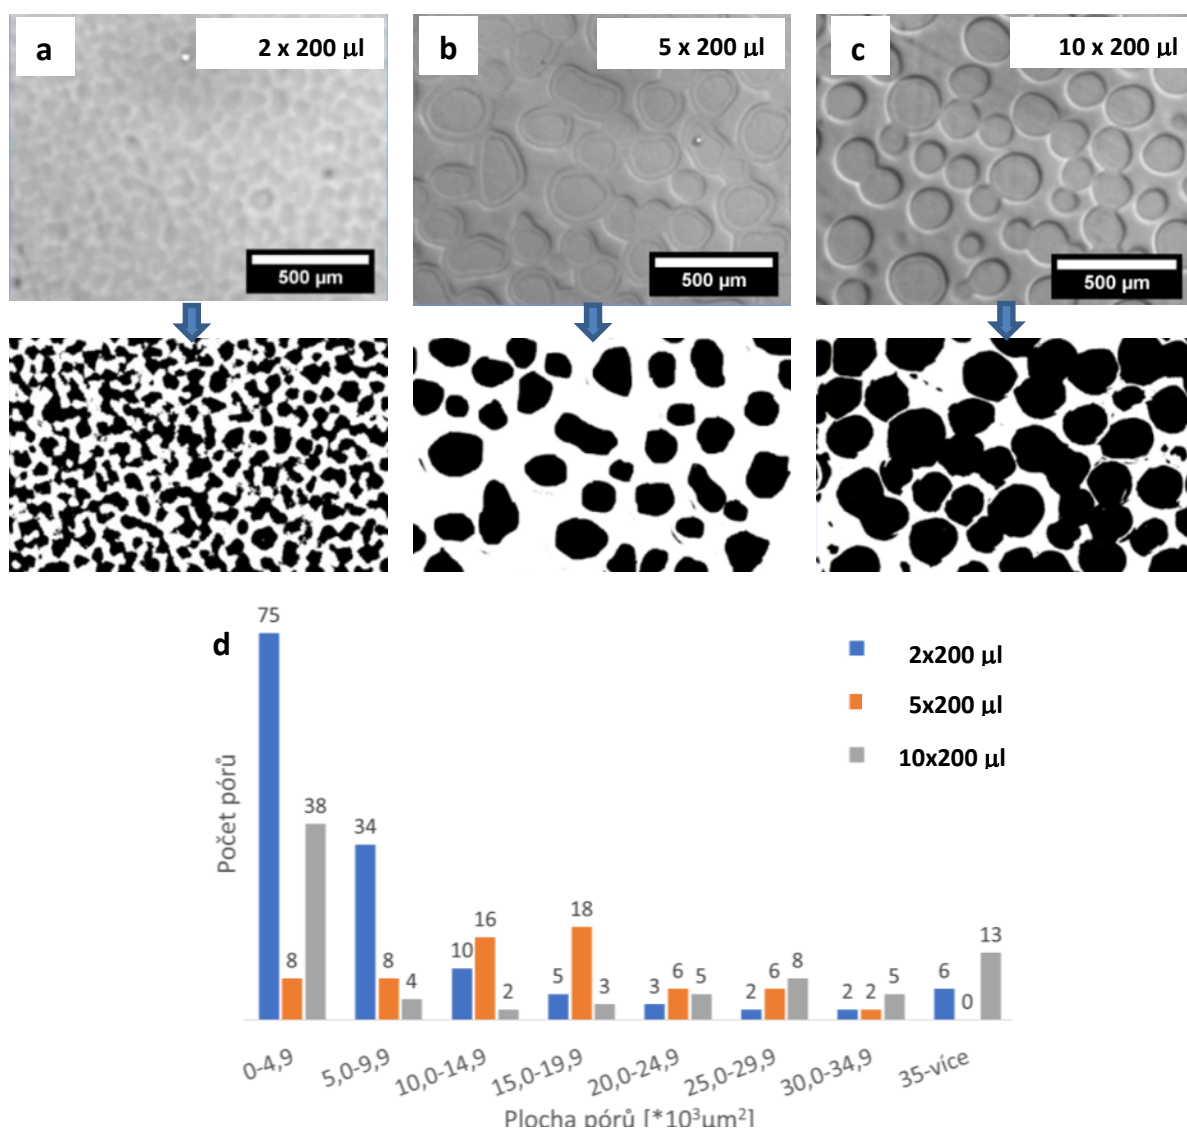 a
2 x 200 µl
b
5 x 200 µl
c
10 x 200 µl
500 µm
500 µm
500 µm
d
75
8
38
34
8
4
10
16
2
5
18
3
3
6
5
2
6
8
2
2
5
6
0
13
2x200 µl
5x200 µl
10x200 µl
Počet pórů
0-4,9
5,0-9,9
10,0-14,9
15,0-19,9
20,0-24,9
25,0-29,9
30,0-34,9
35-více
Plocha pórů [*10³µm²]